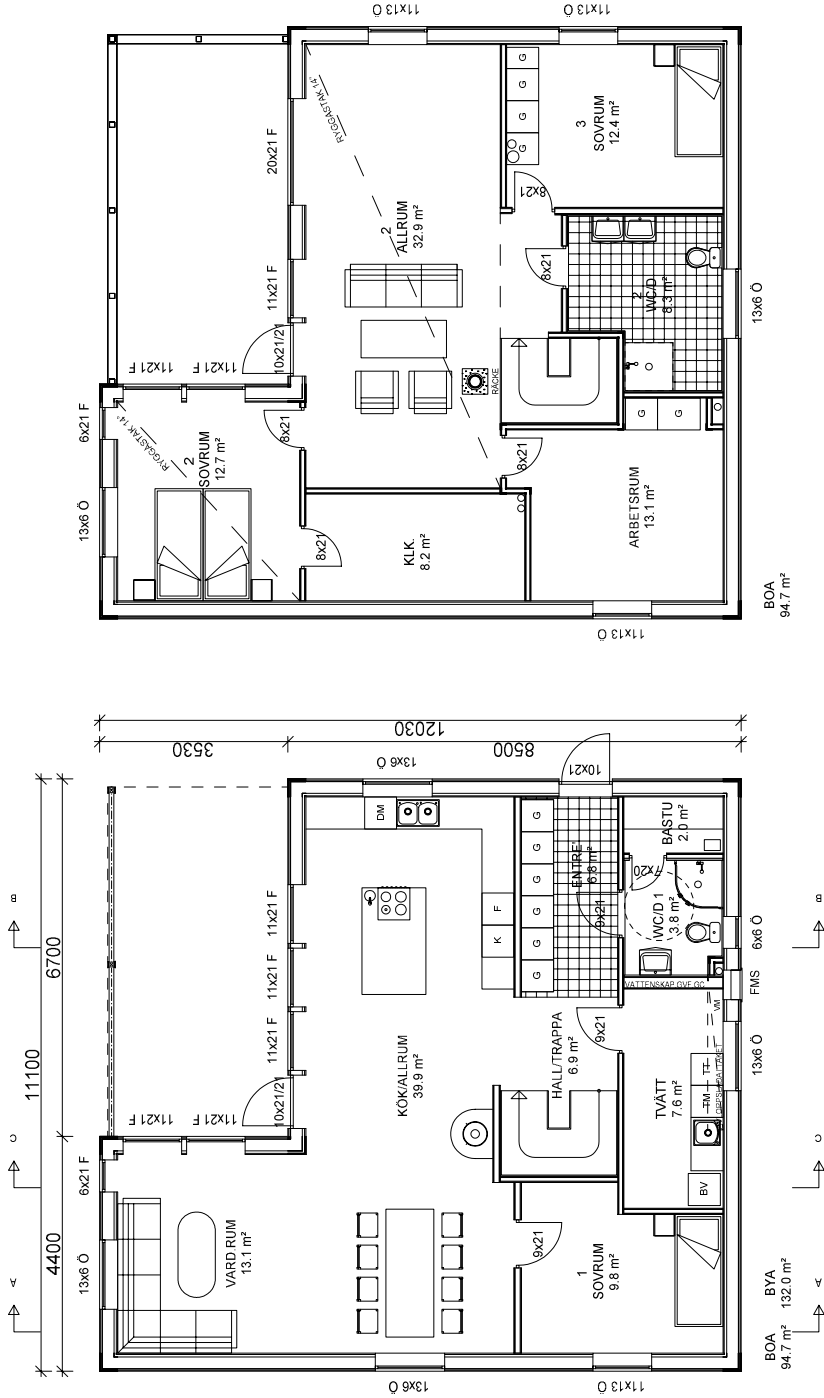 11x13 Ö
11x13 Ö
RYGGÅSTAK 14°
G
G
G
G
3
SOVRUM
12.4 m²
20x21 F
2
ALLRUM
32.9 m²
8x21
8x21
11x21 F
2
WC/D
8.3 m²
13x6 Ö
10x21/21
11x21 F
11x21 F
RÄCKE
6x21 F
RYGGÅSTAK 14°
2
SOVRUM
12.7 m²
8x21
8x21
G
G
13x6 Ö
8x21
KLK.
8.2 m²
ARBETSRUM
13.1 m²
11x13 Ö
BOA
94.7 m²
12030
3530
8500
13x6 Ö
10x21
DM
G
G
G
G
G
G
ENTRE'
6.8 m²
BASTU
2.0 m²
7x20
9x21
WC/D 1
3.8 m²
B
B
6700
11100
11x21 F
11x21 F
11x21 F
F
K
6x6 Ö
FMS
VATTENSKÅP GVF GC
VM
10x21/21
11x21 F
11x21 F
KÖK/ALLRUM
39.9 m²
HALL/TRAPPA
6.9 m²
9x21
TVÄTT
7.6 m²
TT
TM
13x6 Ö
BV
C
C
6x21 F
4400
13x6 Ö
VARD.RUM
13.1 m²
9x21
1
SOVRUM
9.8 m²
A
A
13x6 Ö
11x13 Ö
BOA
94.7 m²
BYA
132.0 m²